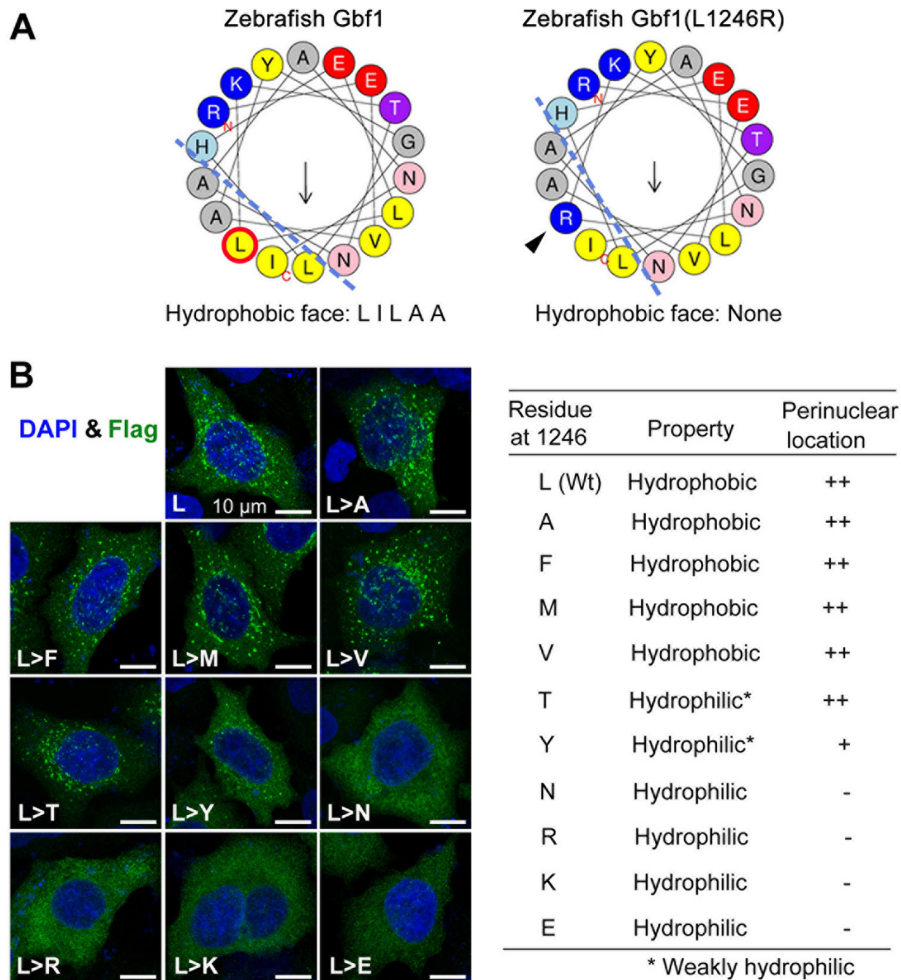 A
Zebrafish Gbf1
Zebrafish Gbf1(L1246R)
Y A E E T G N L V N L I L A A H R K
N
C
Y A E E T G N L V N L I R A A H R K
N
C
Hydrophobic face: L I L A A
Hydrophobic face: None
B
DAPI & Flag
L 10 µm
L>A
L>F
L>M
L>V
L>T
L>Y
L>N
L>R
L>K
L>E
Residue at 1246 Property Perinuclear location
L (Wt) Hydrophobic ++
A Hydrophobic ++
F Hydrophobic ++
M Hydrophobic ++
V Hydrophobic ++
T Hydrophilic* ++
Y Hydrophilic* +
N Hydrophilic -
R Hydrophilic -
K Hydrophilic -
E Hydrophilic -
* Weakly hydrophilic